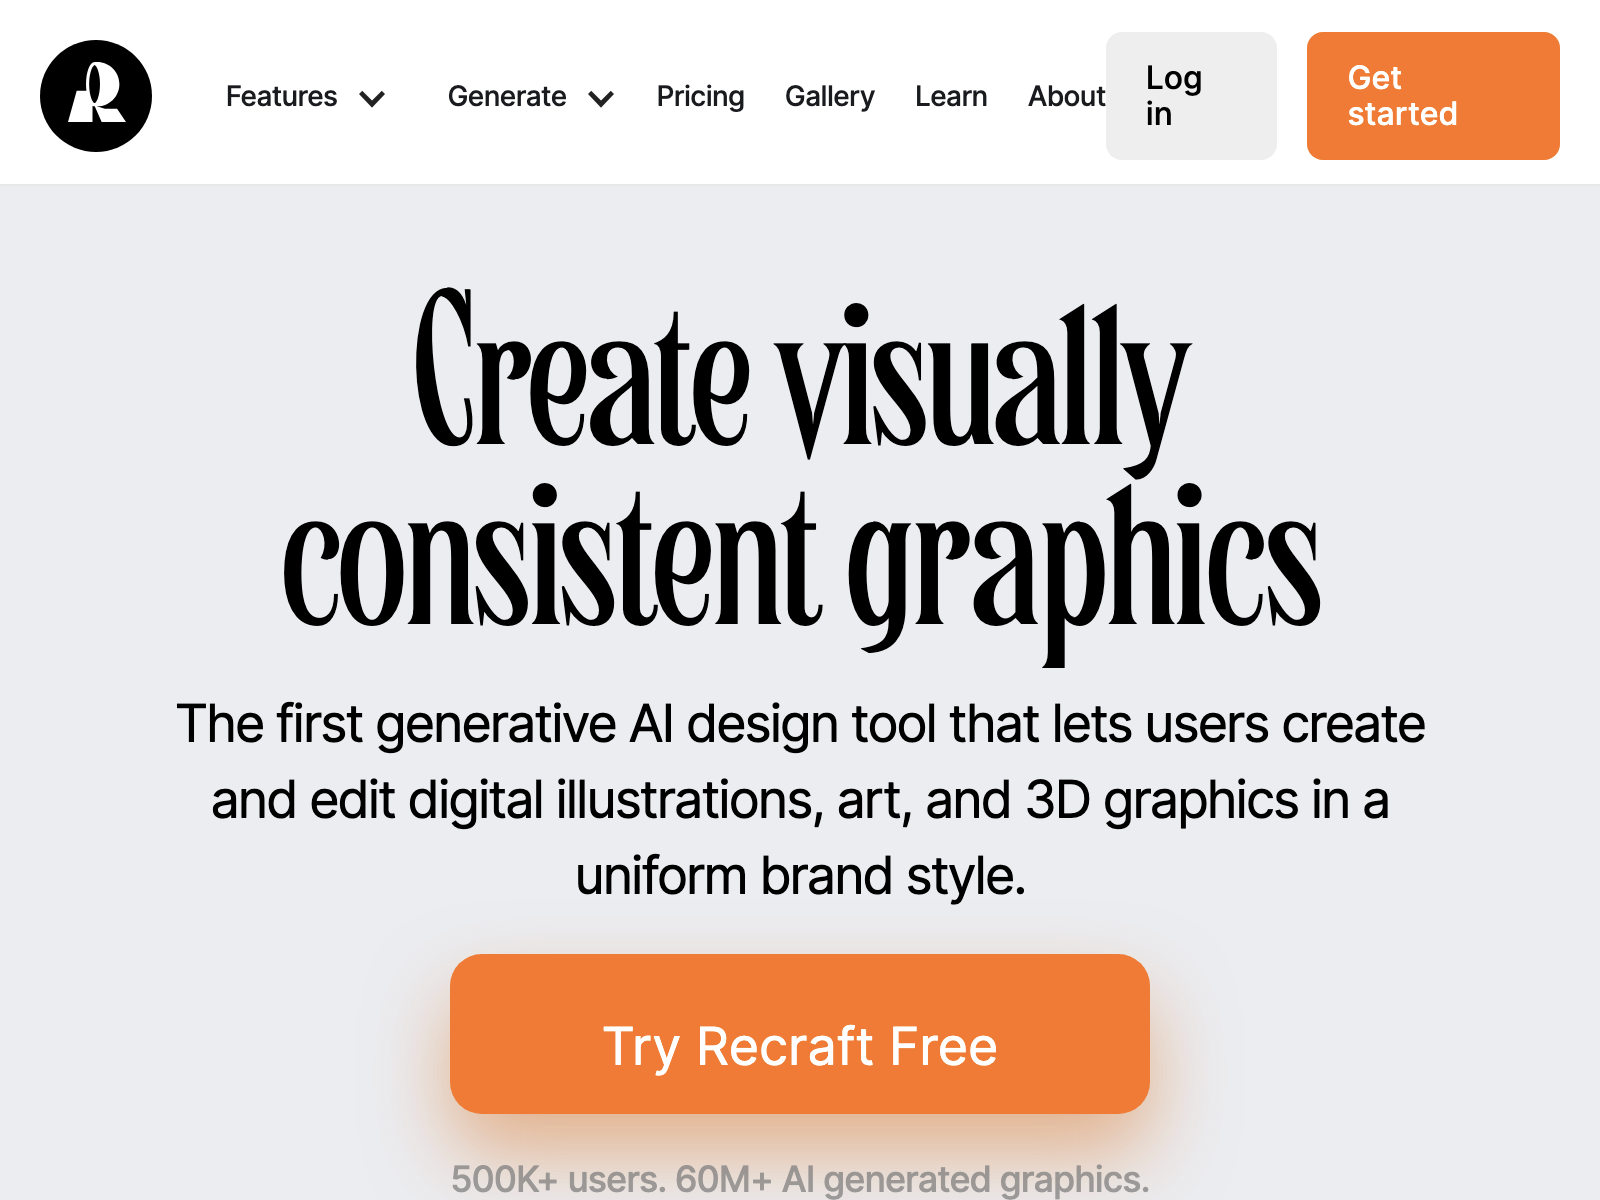 R
Features
Generate
Pricing
Gallery
Learn
About
Log
in
Get
started
Create visually
consistent graphics
The first generative AI design tool that lets users create
and edit digital illustrations, art, and 3D graphics in a
uniform brand style.
Try Recraft Free
500K+ users. 60M+ AI generated graphics.